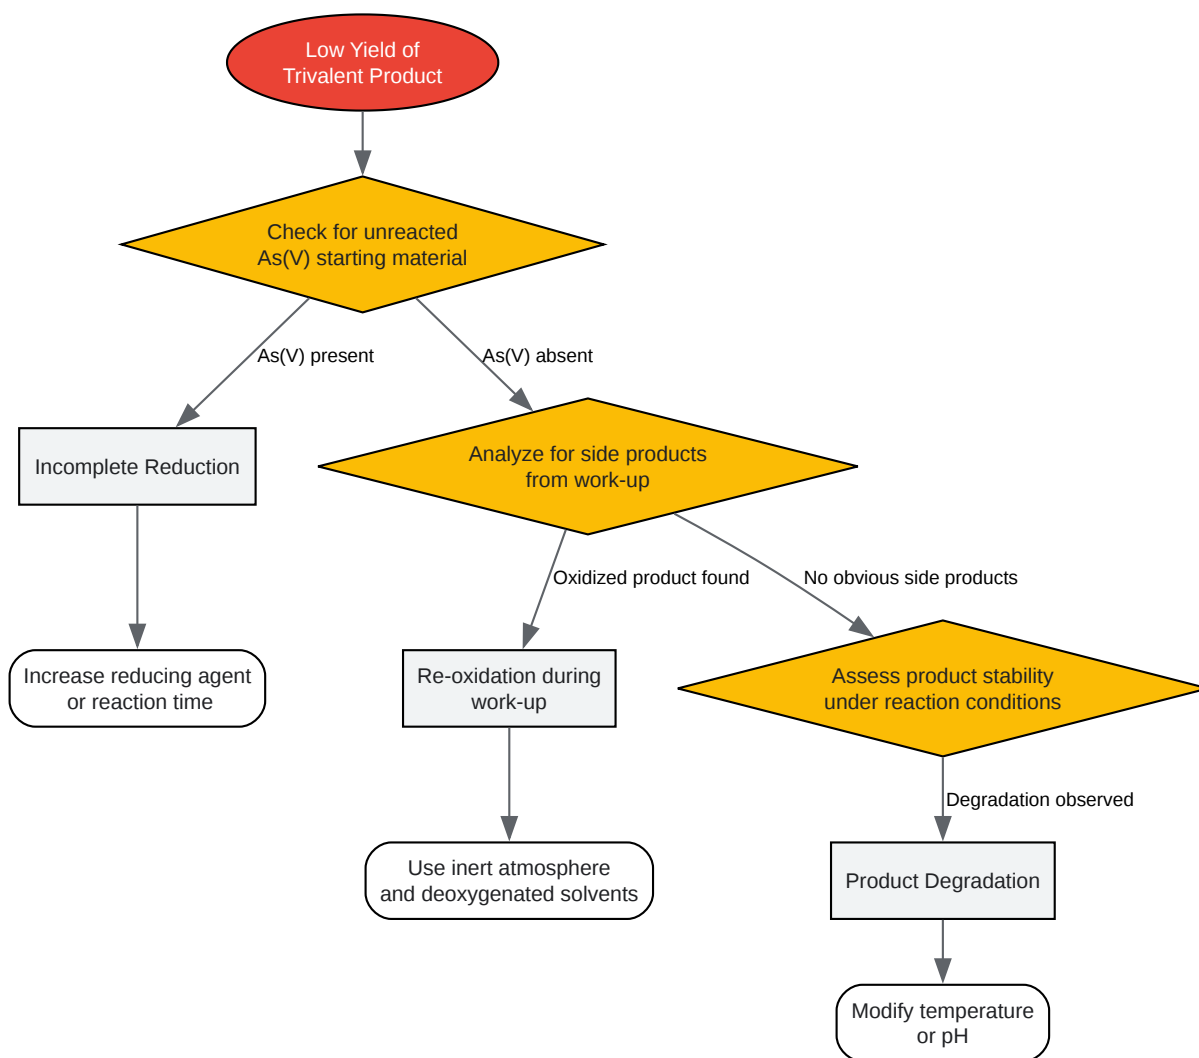 Low Yield of
Trivalent Product
Check for unreacted
As(V) starting material
As(V) present
As(V) absent
Incomplete Reduction
Analyze for side products
from work-up
Increase reducing agent
or reaction time
Oxidized product found
No obvious side products
Re-oxidation during
work-up
Assess product stability
under reaction conditions
Use inert atmosphere
and deoxygenated solvents
Degradation observed
Product Degradation
Modify temperature
or pH